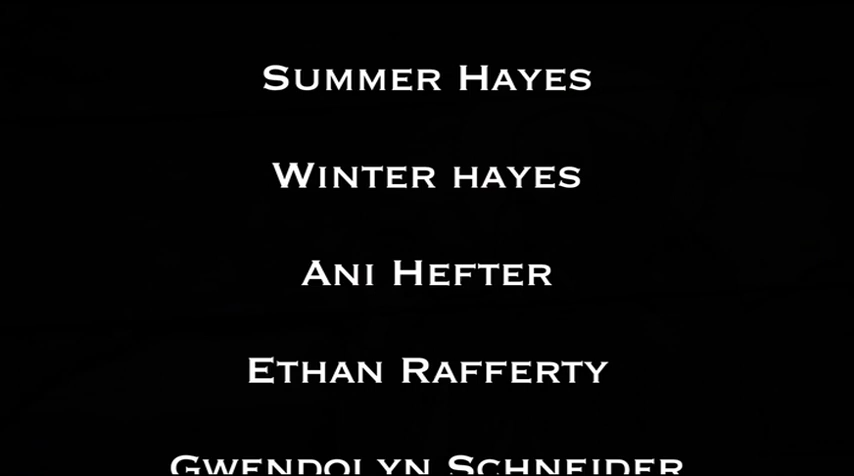 Summer Hayes
Winter hayes
Ani Hefter
Ethan Rafferty
Gwendolyn Schneider